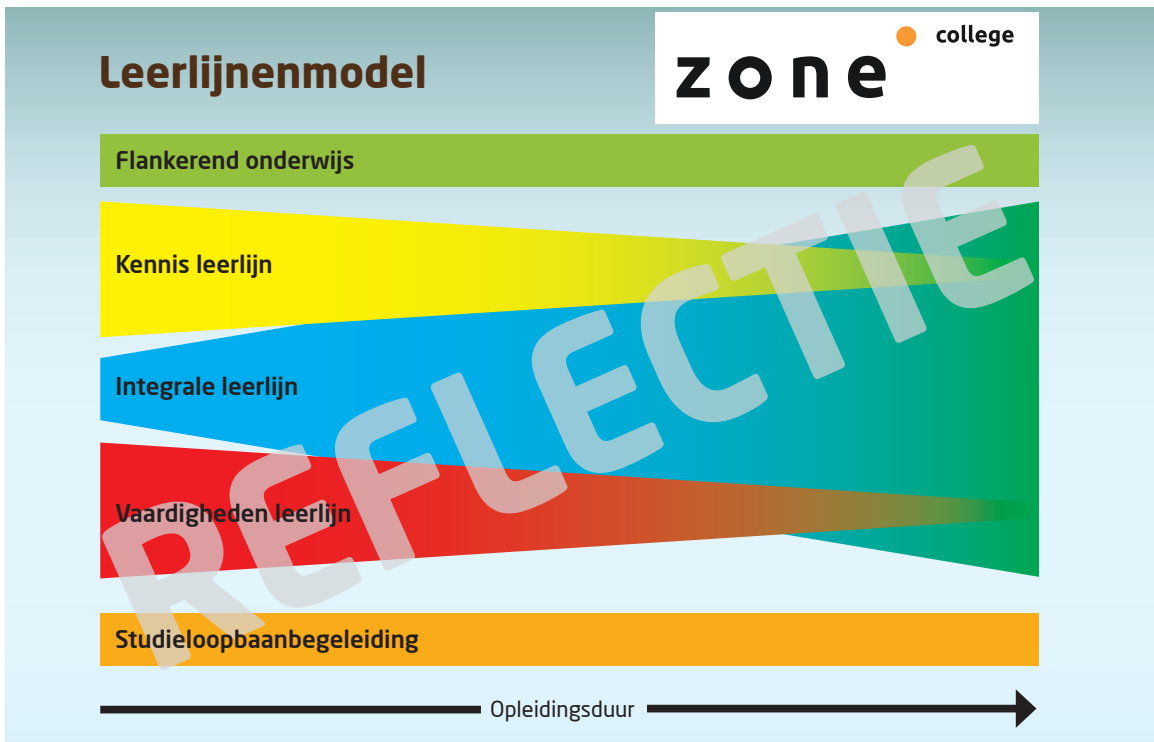 Leerlijnenmodel
zone college
Flankerend onderwijs
Kennis leerlijn
Integrale leerlijn
Vaardigheden leerlijn
REFLECTIE
Studieloopbaanbegeleiding
Opleidingsduur